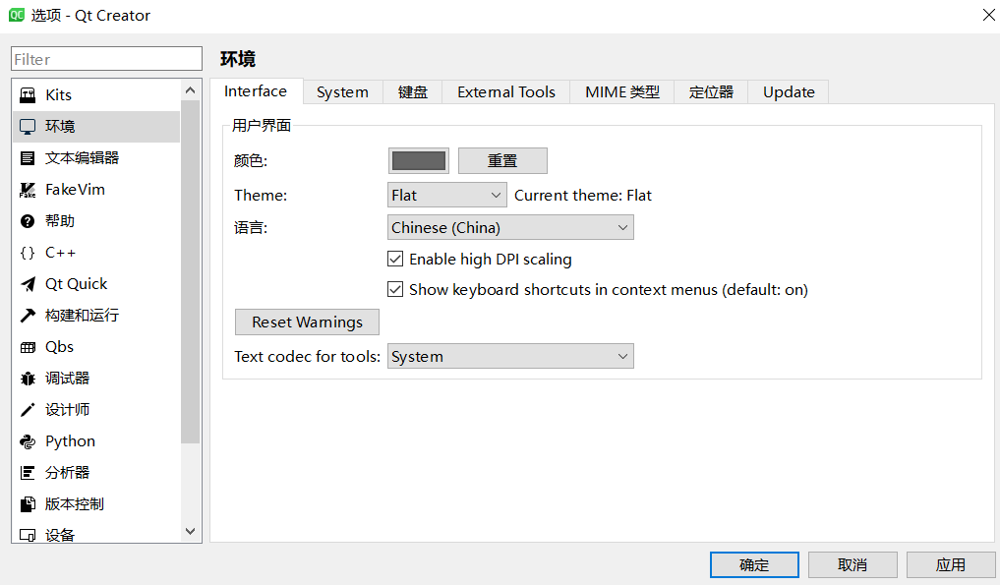 选项 - Qt Creator
Filter
Kits
环境
文本编辑器
FakeVim
帮助
C++
Qt Quick
构建和运行
Qbs
调试器
设计师
Python
分析器
版本控制
设备
环境
Interface System 键盘 External Tools MIME 类型 定位器 Update
用户界面
颜色: 重置
Theme: Flat Current theme: Flat
语言: Chinese (China)
Enable high DPI scaling
Show keyboard shortcuts in context menus (default: on)
Reset Warnings
Text codec for tools: System
确定 取消 应用